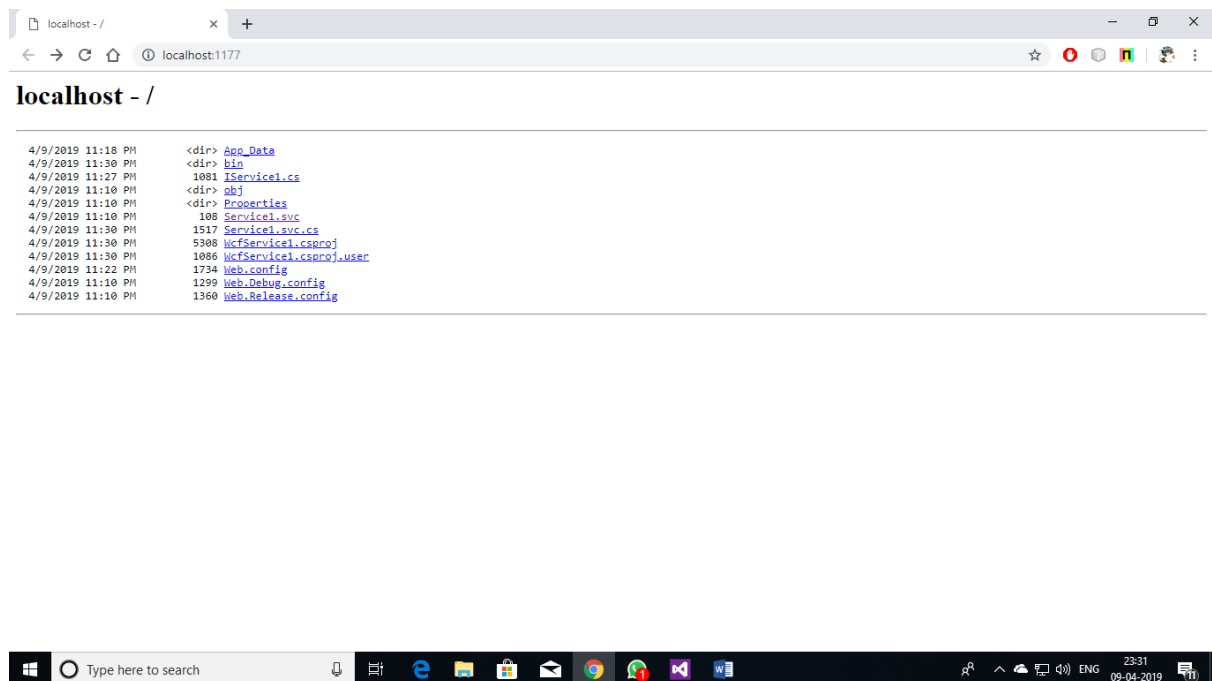 localhost - /
localhost:1177
localhost - /
4/9/2019 11:18 PM <dir> App_Data
4/9/2019 11:30 PM <dir> bin
4/9/2019 11:27 PM 1081 IService1.cs
4/9/2019 11:10 PM <dir> obj
4/9/2019 11:10 PM <dir> Properties
4/9/2019 11:10 PM 108 Service1.svc
4/9/2019 11:30 PM 1517 Service1.svc.cs
4/9/2019 11:30 PM 5308 WcfService1.csproj
4/9/2019 11:30 PM 1086 WcfService1.csproj.user
4/9/2019 11:22 PM 1734 Web.config
4/9/2019 11:10 PM 1299 Web.Debug.config
4/9/2019 11:10 PM 1360 Web.Release.config
Type here to search
ENG
23:31
09-04-2019